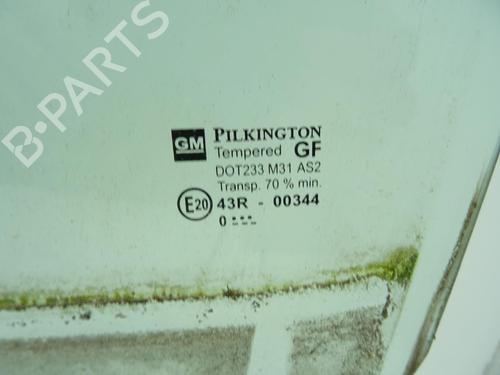 B-PARTS
GM PILKINGTON
Tempered GF
DOT233 M31 AS2
Transp. 70 % min.
E20 43R - 00344
0